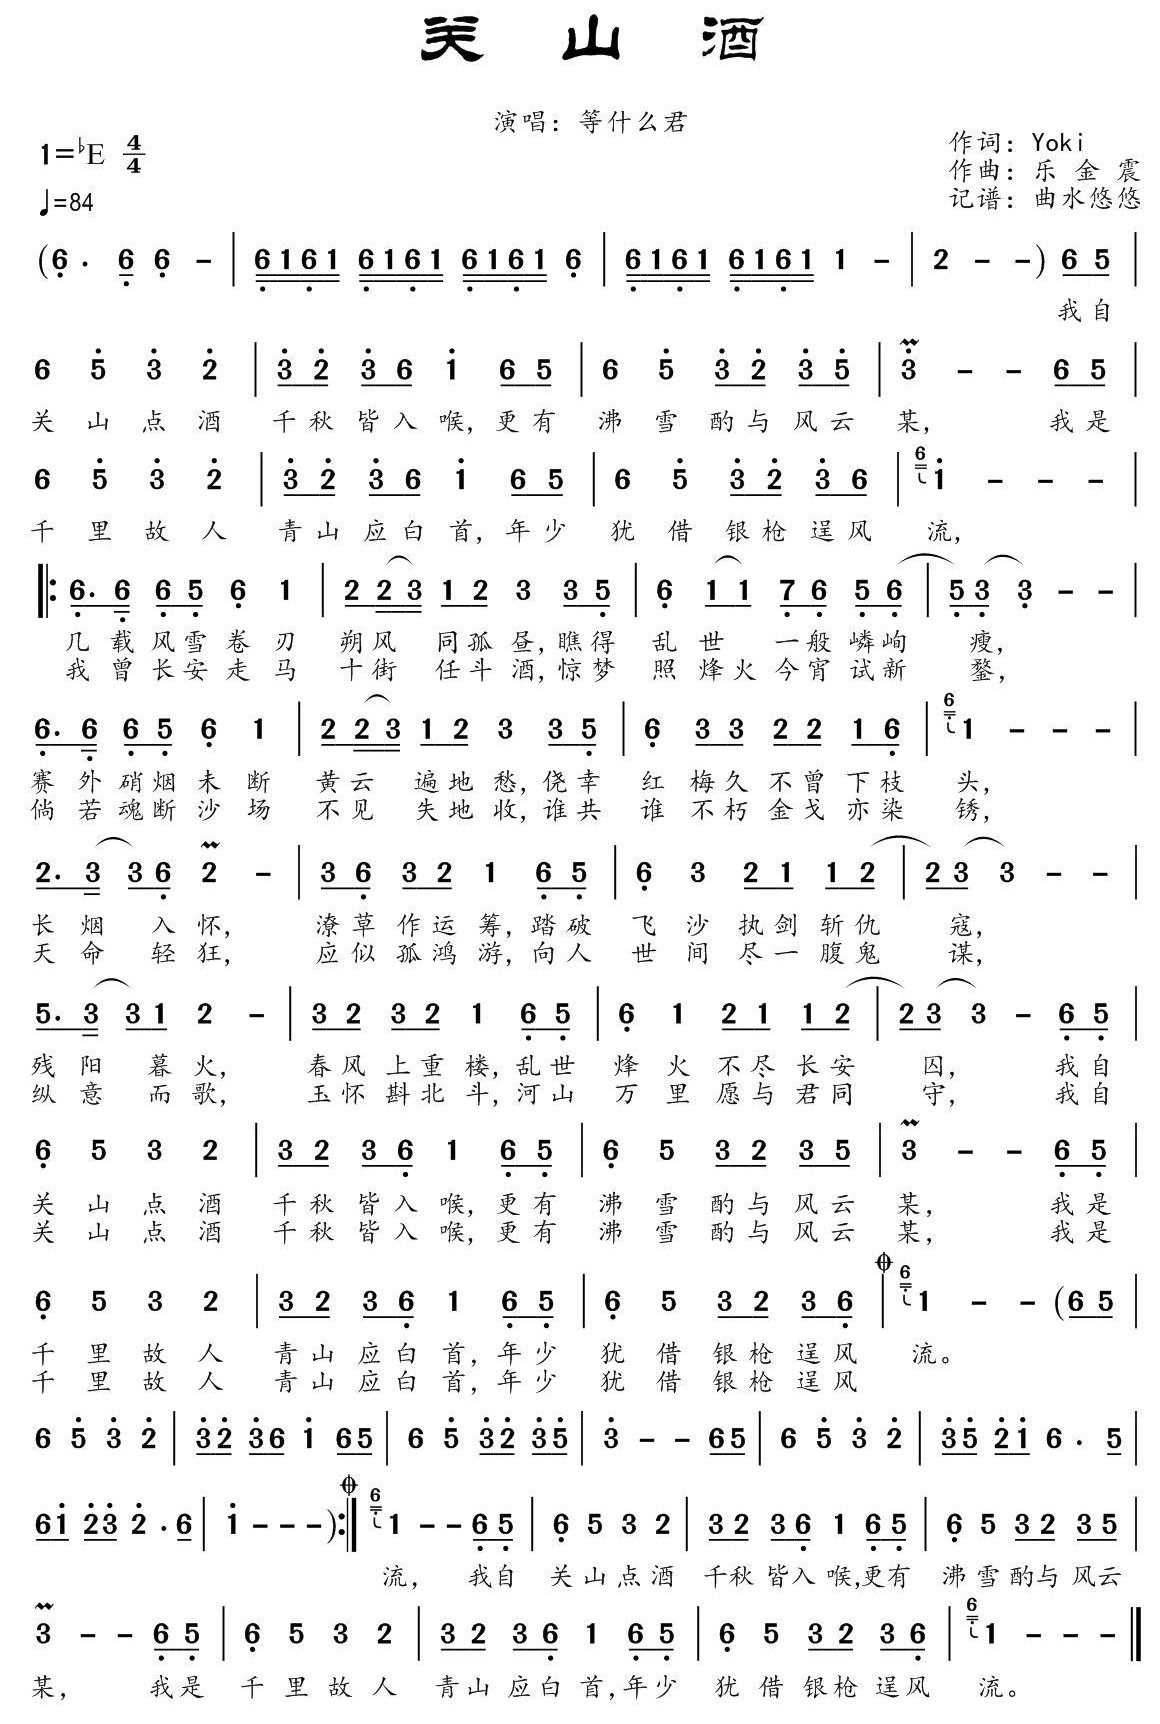 关 山 酒
演唱：等什么君
1=♭E 4/4
作词：Yoki
作曲：乐 金 震
♩=84
记谱：曲水悠悠
(6. 6 6 - | 6161 6161 6161 6 | 6161 6161 1 - | 2 - -) 6 5 |
我自
6 5 3 2 | 3 2 3 6 1 6 5 | 6 5 3 2 3 5 | 3 - - 6 5 |
关 山 点 酒 千秋 皆入 喉,更有 沸 雪 酌与 风云 某, 我是
6 5 3 2 | 3 2 3 6 1 6 5 | 6 5 3 2 3 6 | 6 1 - - - |
千 里 故 人 青山 应白 首,年少 犹 借 银枪 逞风 流,
|: 6. 6 6 5 6 1 | 2 2 3 1 2 3 3 5 | 6 1 1 7 6 5 6 | 5 3 3 - - |
几 载 风雪 卷 刃 朔风 同孤 昼,瞧得 乱 世 一般 嶙峋 瘦,
我 曾 长安 走 马 十街 任斗 酒,惊梦 照 烽火 今宵 试新 鍪,
6. 6 6 5 6 1 | 2 2 3 1 2 3 3 5 | 6 3 3 2 2 1 6 | 6 1 - - - |
赛 外 硝烟 未 断 黄云 遍地 愁,侥幸 红 梅久 不曾 下枝 头,
倘 若 魂断 沙 场 不见 失地 收,谁共 谁 不朽 金戈 亦染 锈,
2. 3 3 6 2 - | 3 6 3 2 1 6 5 | 6 3 2 1 1 2 | 2 3 3 - - |
长 烟 入 怀, 潦草 作运 筹,踏破 飞 沙 执剑 斩仇 寇,
天 命 轻 狂, 应似 孤鸿 游,向人 世 间 尽一 腹鬼 谋,
5. 3 3 1 2 - | 3 2 3 2 1 6 5 | 6 1 2 1 1 2 | 2 3 3 - 6 5 |
残 阳 暮 火, 春风 上重 楼,乱世 烽 火 不尽 长安 囚, 我自
纵 意 而 歌, 玉怀 斟北 斗,河山 万 里 愿与 君同 守, 我自
6 5 3 2 | 3 2 3 6 1 6 5 | 6 5 3 2 3 5 | 3 - - 6 5 |
关 山 点 酒 千秋 皆入 喉,更有 沸 雪 酌与 风云 某, 我是
关 山 点 酒 千秋 皆入 喉,更有 沸 雪 酌与 风云 某, 我是
6 5 3 2 | 3 2 3 6 1 6 5 | 6 5 3 2 3 6 | 6 1 - - (6 5 |
千 里 故 人 青山 应白 首,年少 犹 借 银枪 逞风 流。
千 里 故 人 青山 应白 首,年少 犹 借 银枪 逞风
6 5 3 2 | 32 36 1 65 | 6 5 32 35 | 3 - - 65 | 6 5 3 2 | 35 21 6 . 5 |
61 23 2 . 6 | 1 - - -) :| 6 1 - - 6 5 | 6 5 3 2 | 3 2 3 6 1 6 5 | 6 5 3 2 3 5 |
流, 我自 关 山 点 酒 千秋 皆入 喉,更有 沸 雪 酌与 风云
3 - - 6 5 | 6 5 3 2 | 3 2 3 6 1 6 5 | 6 5 3 2 3 6 | 6 1 - - - ||
某, 我是 千 里 故 人 青山 应白 首,年少 犹 借 银枪 逞风 流。